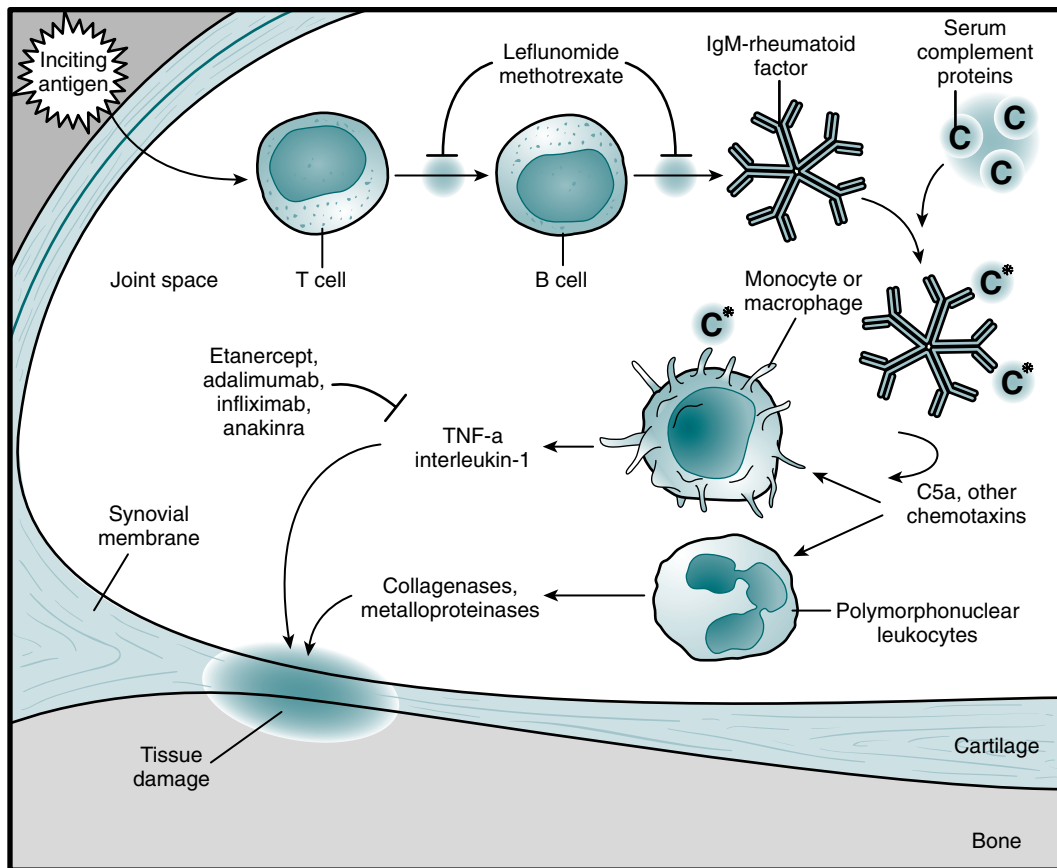 Inciting
antigen
Leflunomide
methotrexate
IgM-rheumatoid
factor
Serum
complement
proteins
C
C
C
C
T cell
B cell
Joint space
Monocyte or
macrophage
C*
C*
C*
Etanercept,
adalimumab,
infliximab,
anakinra
TNF-a
interleukin-1
C5a, other
chemotaxins
Synovial
membrane
Collagenases,
metalloproteinases
Polymorphonuclear
leukocytes
Tissue
damage
Cartilage
Bone